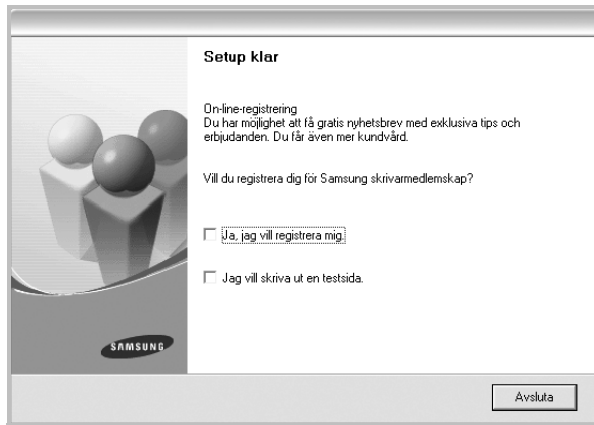 Setup klar
On-line-registrering
Du har möjlighet att få gratis nyhetsbrev med exklusiva tips och
erbjudanden. Du får även mer kundvård.
Vill du registrera dig för Samsung skrivarmedlemskap?
Ja, jag vill registrera mig.
Jag vill skriva ut en testsida.
SAMSUNG
Avsluta